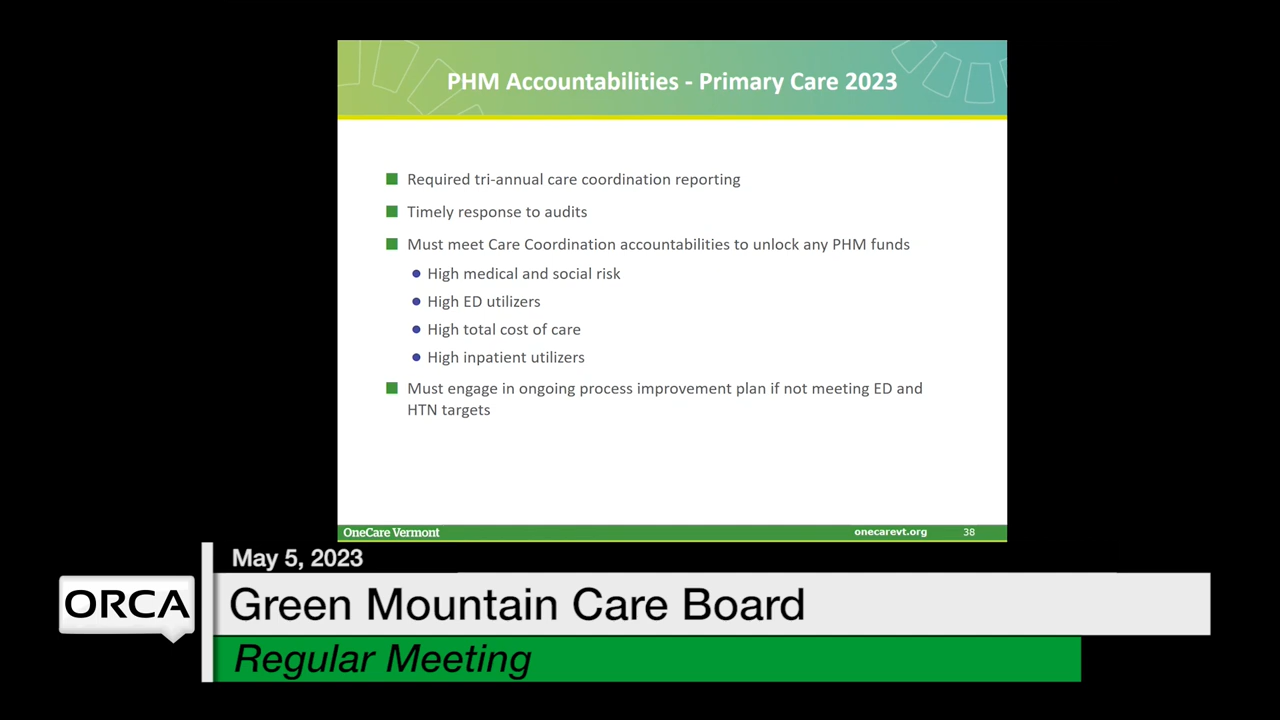 PHM Accountabilities - Primary Care 2023
Required tri-annual care coordination reporting
Timely response to audits
Must meet Care Coordination accountabilities to unlock any PHM funds
High medical and social risk
High ED utilizers
High total cost of care
High inpatient utilizers
Must engage in ongoing process improvement plan if not meeting ED and
HTN targets
OneCare Vermont
onecarevt.org
38
May 5, 2023
ORCA
Green Mountain Care Board
Regular Meeting